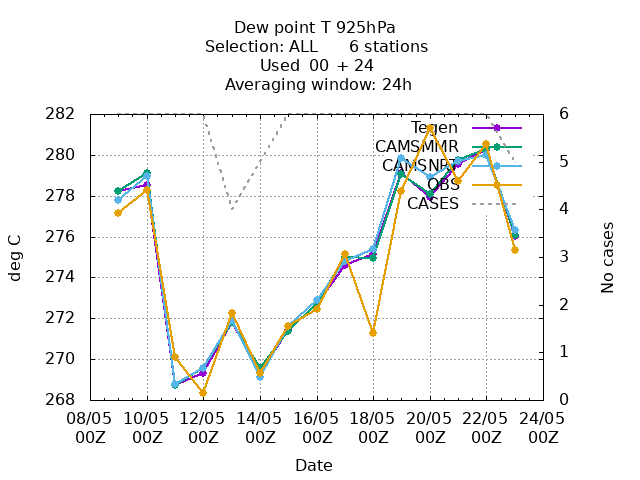 Dew point T 925hPa
Selection: ALL 6 stations
Used 00 + 24
Averaging window: 24h
282 6
Tegen
CAMSMMR
280 5
CAMSNRT
278 OBS
CASES 4
276
deg C
274 3
No cases
272 2
270 1
268 0
08/05 10/05 12/05 14/05 16/05 18/05 20/05 22/05 24/05
00Z 00Z 00Z 00Z 00Z 00Z 00Z 00Z 00Z
Date